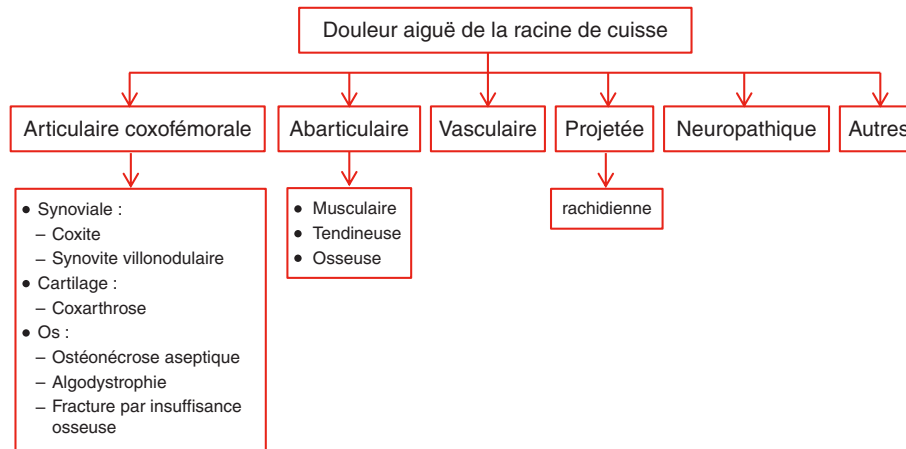 Douleur aiguë de la racine de cuisse
Articulaire coxofémorale
Abarticulaire
Vasculaire
Projetée
Neuropathique
Autres
• Synoviale :
– Coxite
– Synovite villonodulaire
• Cartilage :
– Coxarthrose
• Os :
– Ostéonécrose aseptique
– Algodystrophie
– Fracture par insuffisance
osseuse
• Musculaire
• Tendineuse
• Osseuse
rachidienne